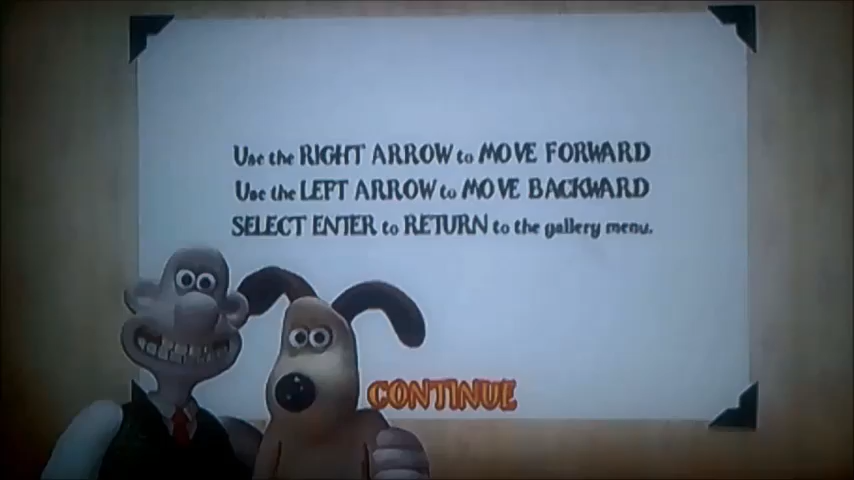 Use the RIGHT ARROW to MOVE FORWARD
Use the LEFT ARROW to MOVE BACKWARD
SELECT ENTER to RETURN to the gallery menu.
CONTINUE